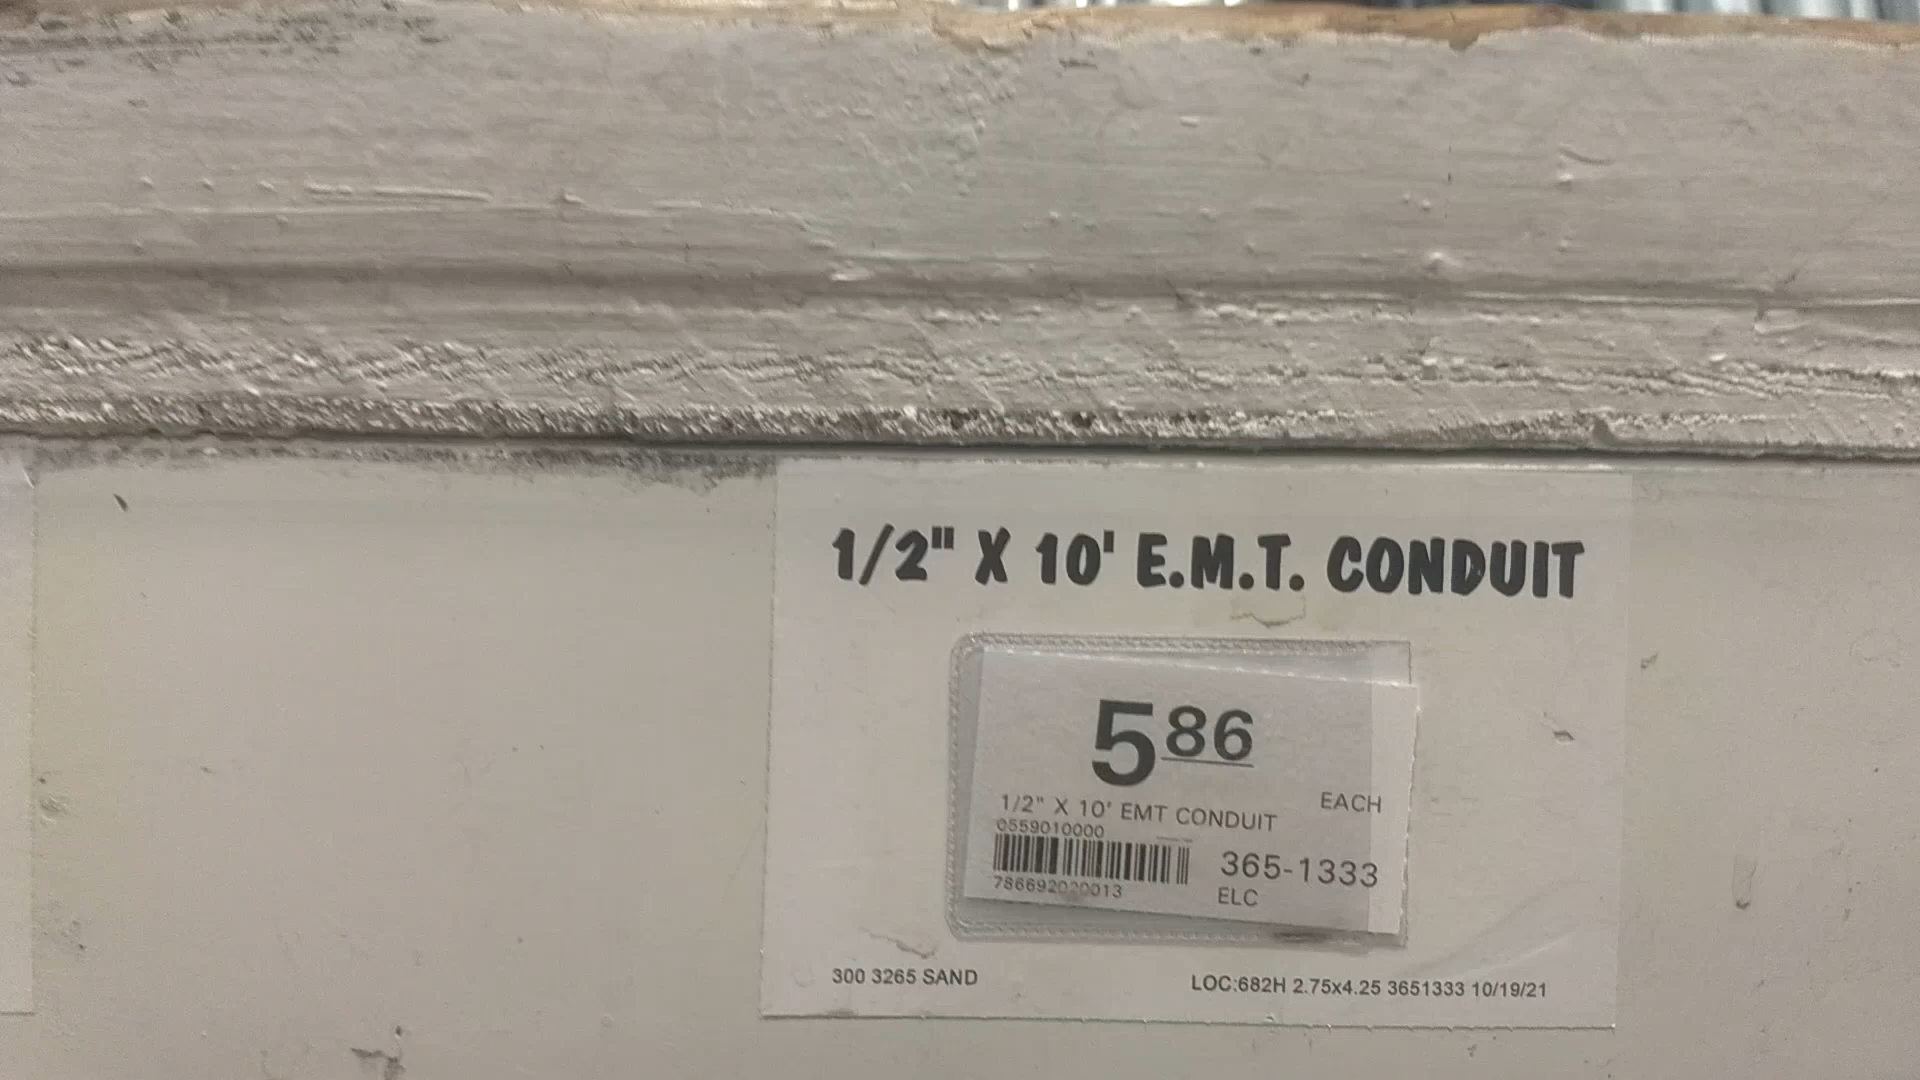 1/2" X 10' E.M.T. CONDUIT
5 86
EACH
1/2" X 10' EMT CONDUIT
0559010000
365-1333
786692020013
ELC
300 3265 SAND
LOC:682H 2.75x4.25 3651333 10/19/21